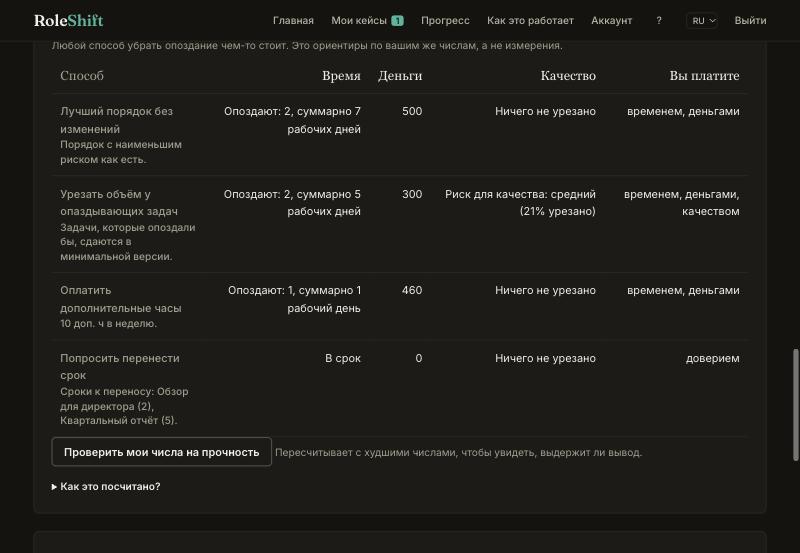 RoleShift
Главная Мои кейсы 1 Прогресс Как это работает Аккаунт ? RU Выйти
Любой способ убрать опоздание чем-то стоит. Это ориентиры по вашим же числам, а не измерения.
Способ Время Деньги Качество Вы платите
Лучший порядок без
изменений
Порядок с наименьшим
риском как есть.
Опоздают: 2, суммарно 7
рабочих дней
500
Ничего не урезано
временем, деньгами
Урезать объём у
опаздывающих задач
Задачи, которые опоздали
бы, сдаются в
минимальной версии.
Опоздают: 2, суммарно 5
рабочих дней
300
Риск для качества: средний
(21% урезано)
временем, деньгами,
качеством
Оплатить
дополнительные часы
10 доп. ч в неделю.
Опоздают: 1, суммарно 1
рабочий день
460
Ничего не урезано
временем, деньгами
Попросить перенести
срок
Сроки к переносу: Обзор
для директора (2),
Квартальный отчёт (5).
В срок
0
Ничего не урезано
доверием
Проверить мои числа на прочность Пересчитывает с худшими числами, чтобы увидеть, выдержит ли вывод.
Как это посчитано?